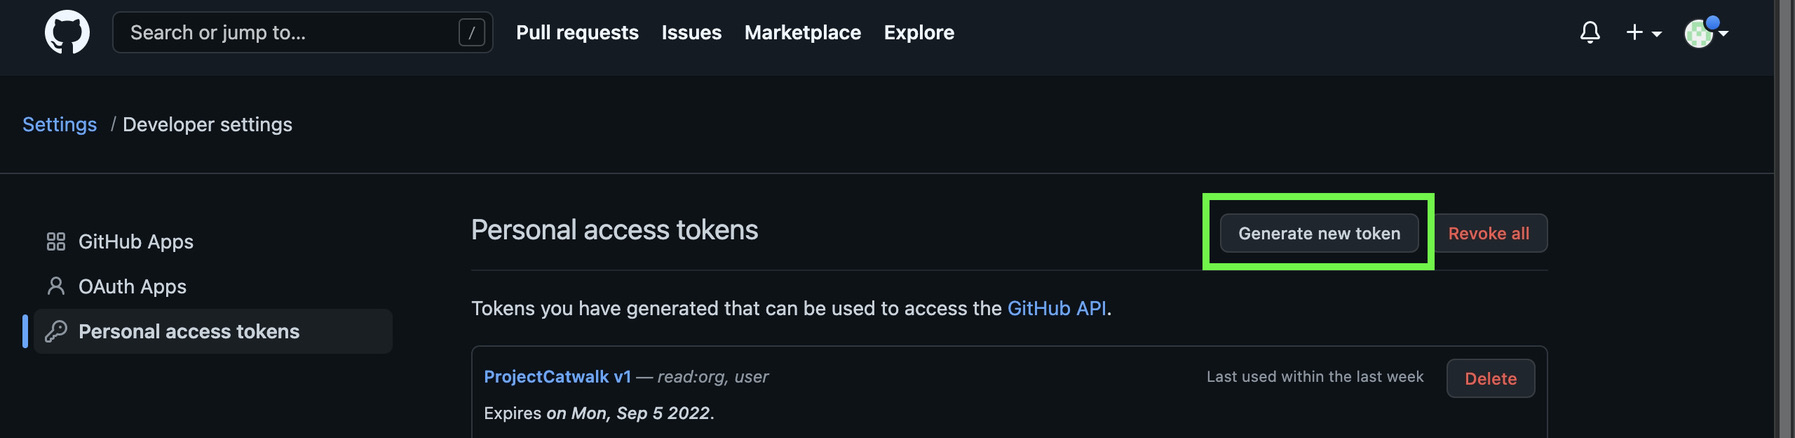 Search or jump to... /
Pull requests Issues Marketplace Explore
Settings / Developer settings
GitHub Apps
OAuth Apps
Personal access tokens
Personal access tokens
Generate new token
Revoke all
Tokens you have generated that can be used to access the GitHub API.
ProjectCatwalk v1 — read:org, user
Last used within the last week
Delete
Expires on Mon, Sep 5 2022.